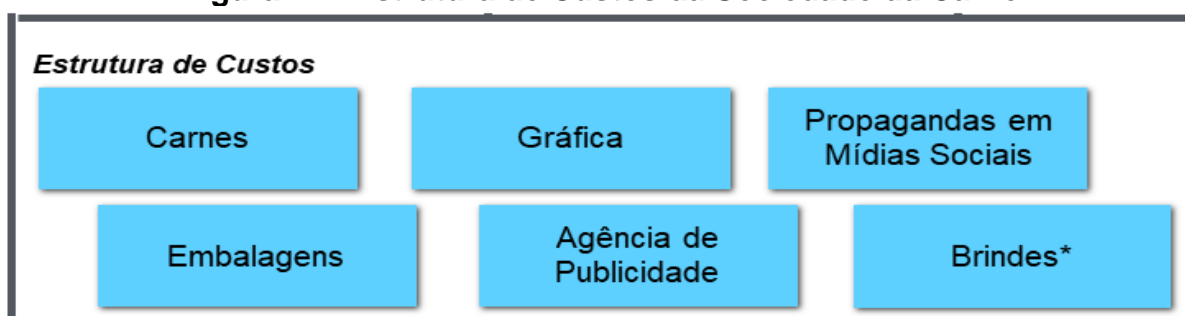 Estrutura de Custos
Carnes
Gráfica
Propagandas em
Mídias Sociais
Embalagens
Agência de
Publicidade
Brindes*